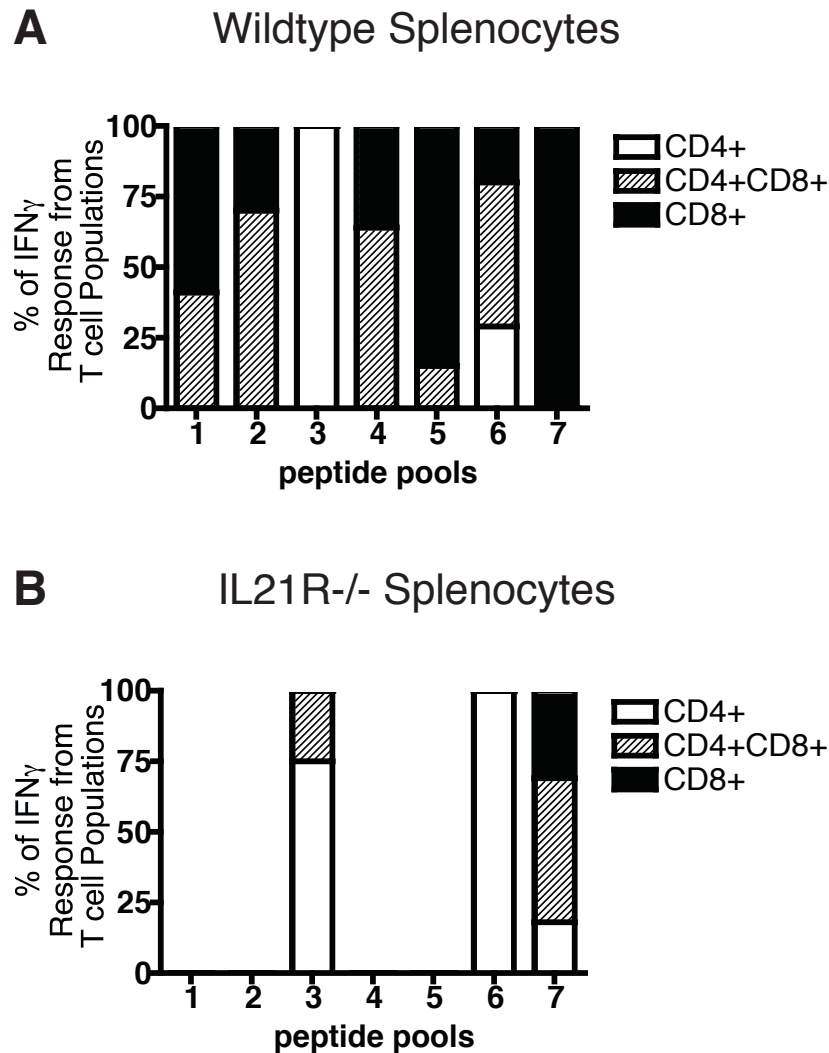 A Wildtype Splenocytes
% of IFNγ
Response from
T cell Populations
100
75
50
25
0
1 2 3 4 5 6 7
peptide pools
CD4+
CD4+CD8+
CD8+
B IL21R-/- Splenocytes
% of IFNγ
Response from
T cell Populations
100
75
50
25
0
1 2 3 4 5 6 7
peptide pools
CD4+
CD4+CD8+
CD8+